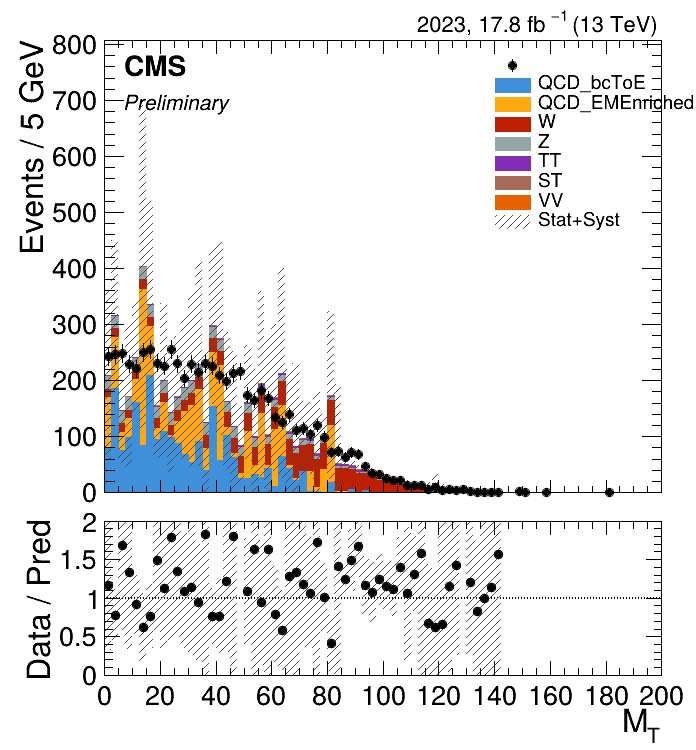 2023, 17.8 fb⁻¹ (13 TeV)
CMS
Preliminary
QCD_bcToE
QCD_EMEnriched
W
Z
TT
ST
VV
Stat+Syst
Events / 5 GeV
800
700
600
500
400
300
200
100
0
Data / Pred
2
1.5
1
0.5
0
0 20 40 60 80 100 120 140 160 180 200
M_T